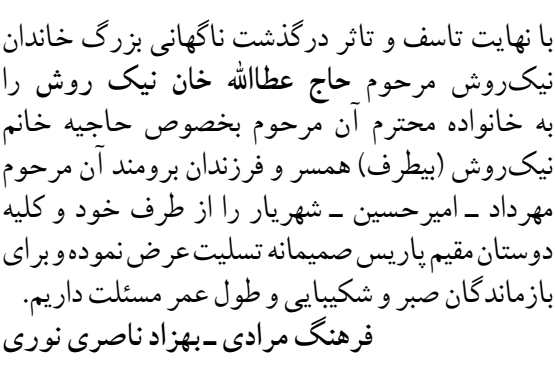 با نهایت تاسف و تاثر درگذشت ناگهانی بزرگ خاندان
نیک‌روش مرحوم حاج عطاالله خان نیک روش را
به خانواده محترم آن مرحوم بخصوص حاجیه خانم
نیک‌روش (بیطرف) همسر و فرزندان برومند آن مرحوم
مهرداد ــ امیرحسین ــ شهریار را از طرف خود و کلیه
دوستان مقیم پاریس صمیمانه تسلیت عرض نموده و برای
بازماندگان صبر و شکیبایی و طول عمر مسئلت داریم.
فرهنگ مرادی ــ بهزاد ناصری نوری